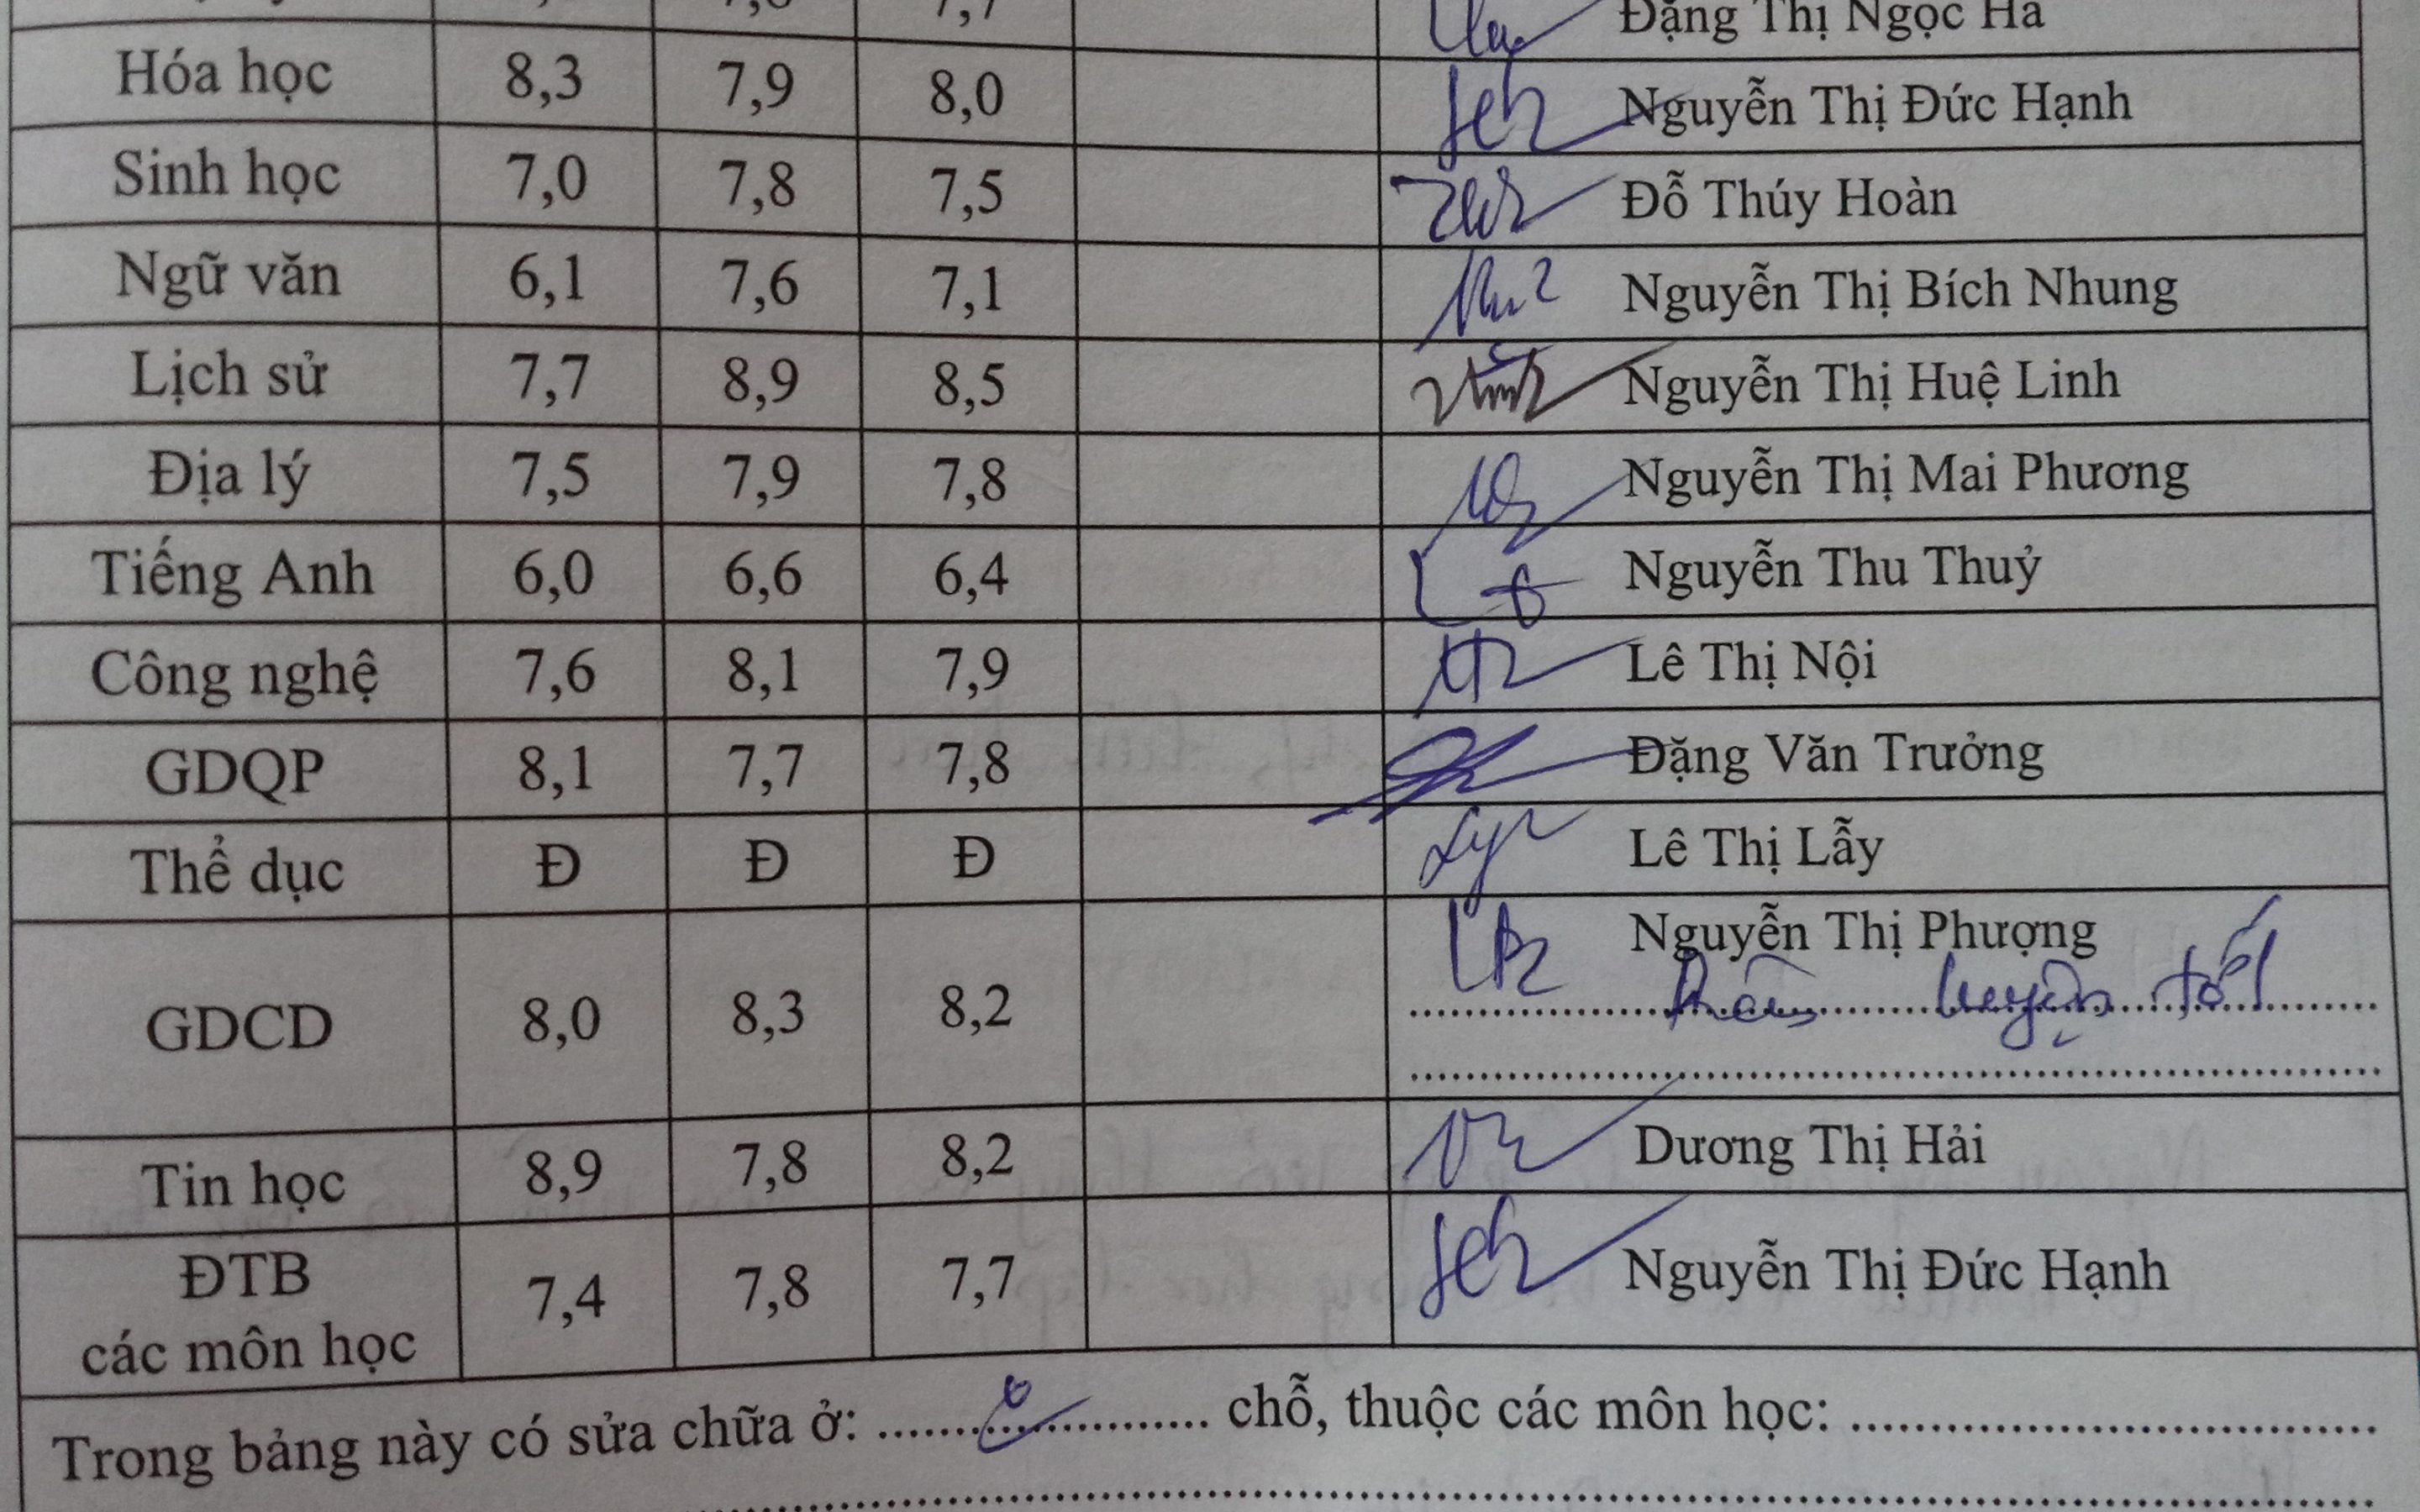 7,7 Đặng Thị Ngọc Hà
Hóa học 8,3 7,9 8,0 Nguyễn Thị Đức Hạnh
Sinh học 7,0 7,8 7,5 Đỗ Thúy Hoàn
Ngữ văn 6,1 7,6 7,1 Nguyễn Thị Bích Nhung
Lịch sử 7,7 8,9 8,5 Nguyễn Thị Huệ Linh
Địa lý 7,5 7,9 7,8 Nguyễn Thị Mai Phương
Tiếng Anh 6,0 6,6 6,4 Nguyễn Thu Thuỷ
Công nghệ 7,6 8,1 7,9 Lê Thị Nội
GDQP 8,1 7,7 7,8 Đặng Văn Trưởng
Thể dục Đ Đ Đ Lê Thị Lẫy
Nguyễn Thị Phượng
GDCD 8,0 8,3 8,2 Rèn luyện tốt
Tin học 8,9 7,8 8,2 Dương Thị Hải
ĐTB
các môn học 7,4 7,8 7,7 Nguyễn Thị Đức Hạnh
Trong bảng này có sửa chữa ở: ........................ chỗ, thuộc các môn học: ................................